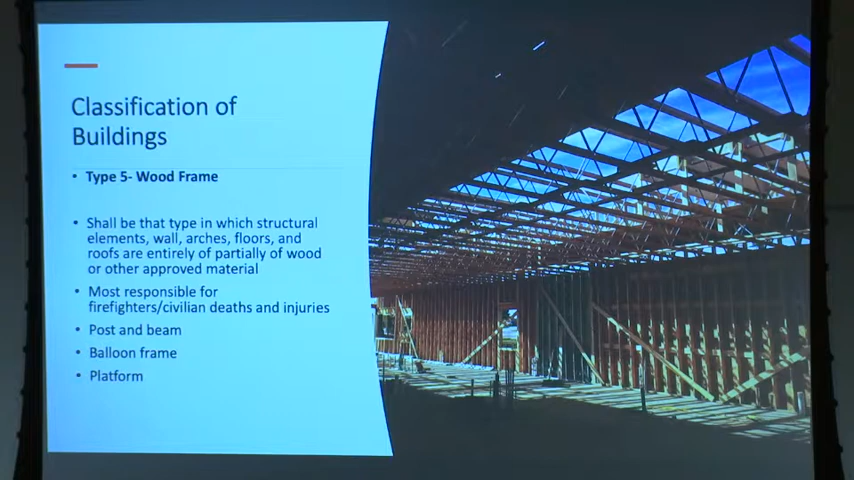 Classification of
Buildings
• Type 5- Wood Frame
• Shall be that type in which structural
elements, wall, arches, floors, and
roofs are entirely of partially of wood
or other approved material
• Most responsible for
firefighters/civilian deaths and injuries
• Post and beam
• Balloon frame
• Platform